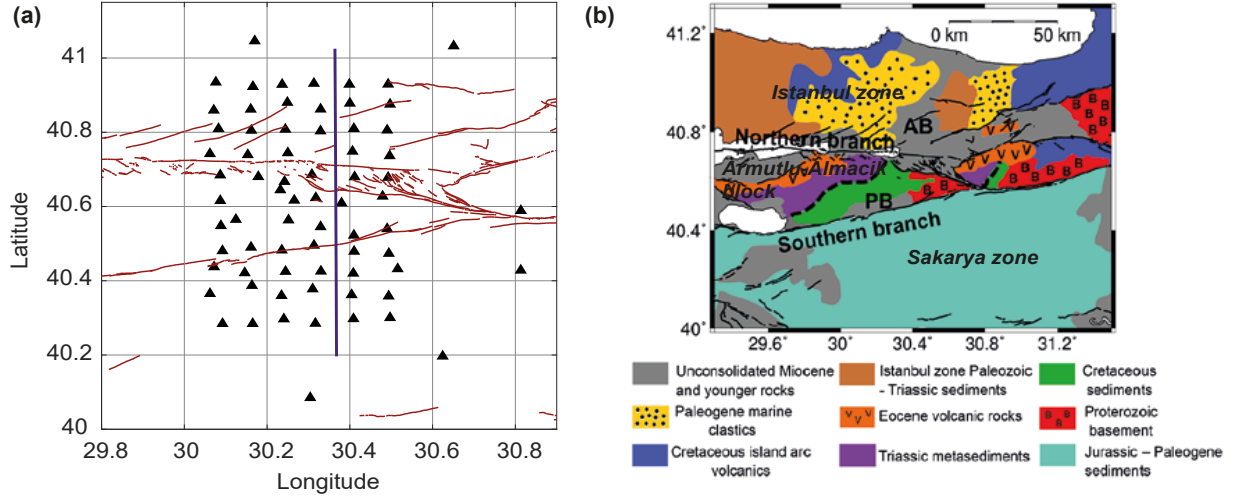 (a)
Latitude
41
40.8
40.6
40.4
40.2
40
29.8
30
30.2
30.4
30.6
30.8
Longitude
(b)
41.2˚
40.8˚
40.4˚
40˚
29.6˚
30˚
30.4˚
30.8˚
31.2˚
0 km
50 km
Istanbul zone
AB
Northern branch
Armutlu-Almacik
Block
PB
Southern branch
Sakarya zone
V V V V V V V
B B B B B B B B B B B B B
Unconsolidated Miocene
and younger rocks
Istanbul zone Paleozoic
- Triassic sediments
Cretaceous
sediments
Paleogene marine
clastics
V V V
Eocene volcanic rocks
B B B
Proterozoic
basement
Cretaceous island arc
volcanics
Triassic metasediments
Jurassic – Paleogene
sediments